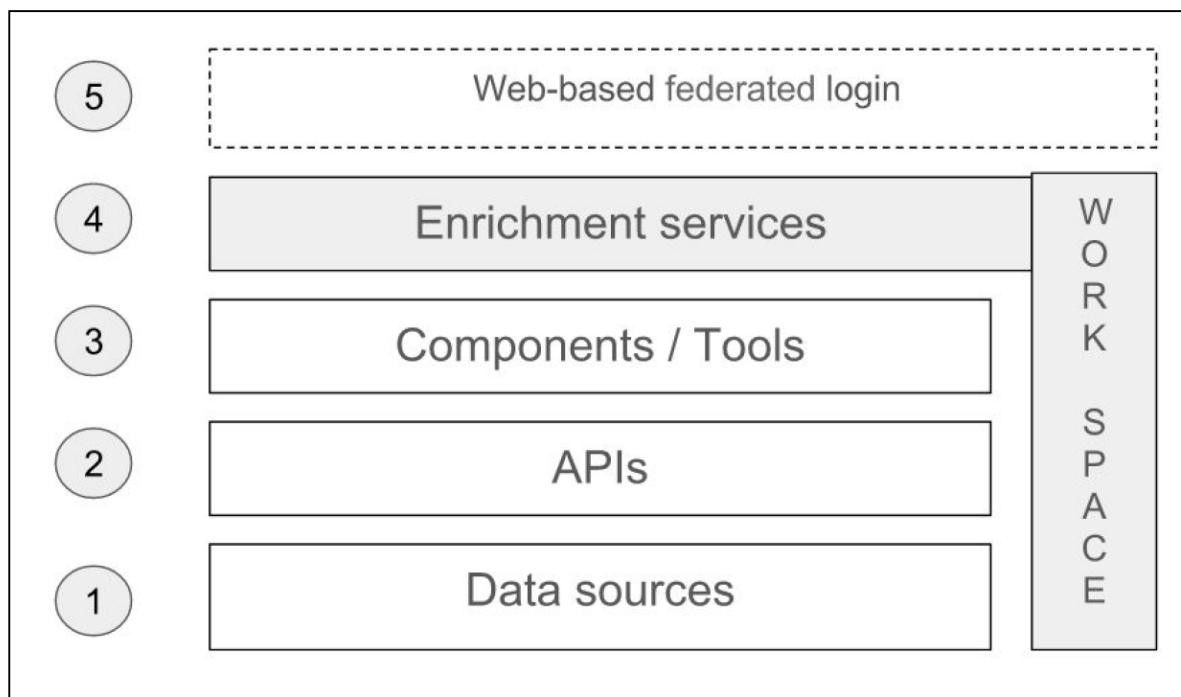 5
Web-based federated login
4
Enrichment services
3
Components / Tools
2
APIs
1
Data sources
W
O
R
K
S
P
A
C
E